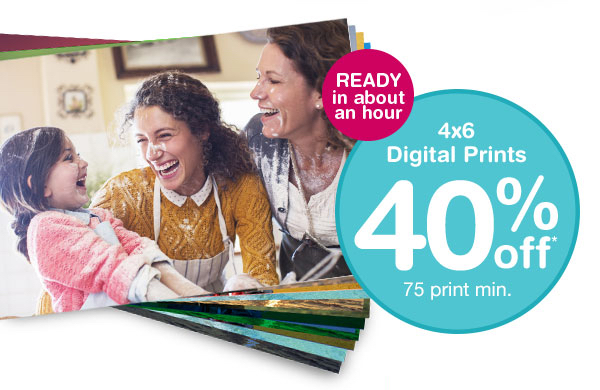 READY
in about
an hour
4x6
Digital Prints
40% off*
75 print min.